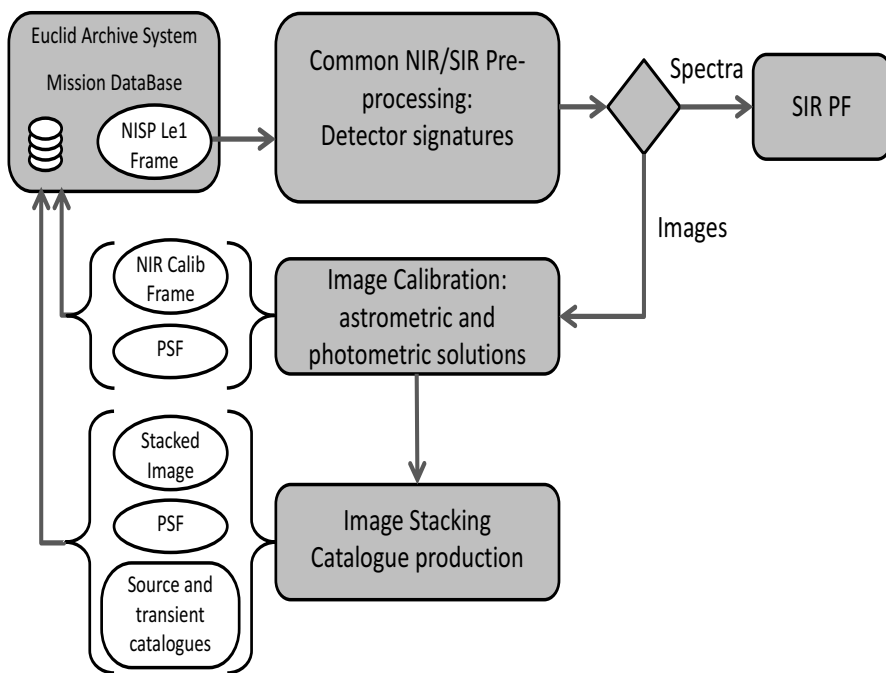 Euclid Archive System
Mission DataBase
NISP Le1
Frame
Common NIR/SIR Pre-
processing:
Detector signatures
Spectra
SIR PF
Images
NIR Calib
Frame
PSF
Image Calibration:
astrometric and
photometric solutions
Stacked
Image
PSF
Source and
transient
catalogues
Image Stacking
Catalogue production